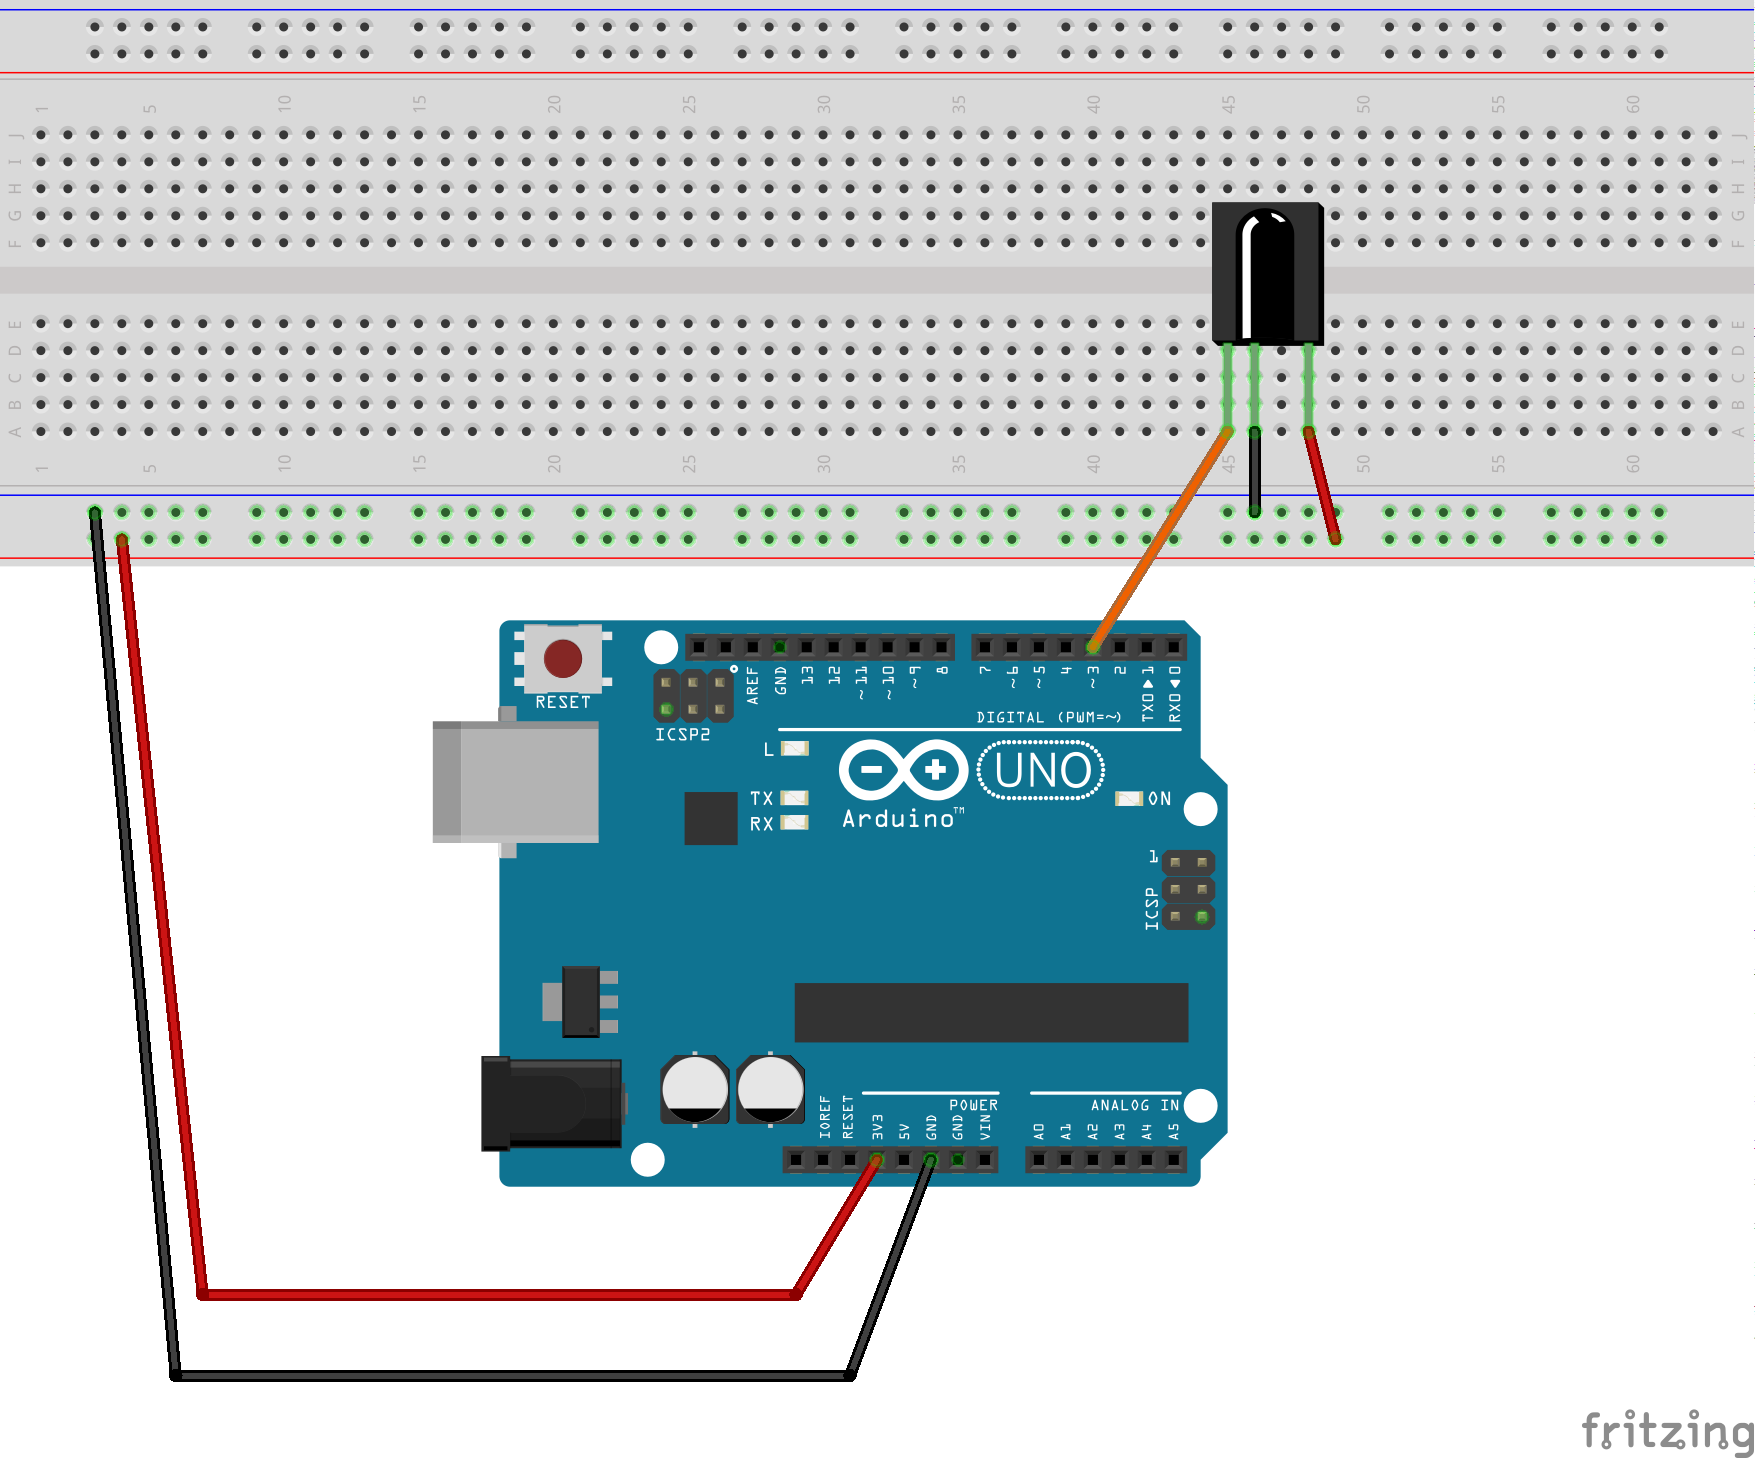 1 5 10 15 20 25 30 35 40 45 50 55 60
J J
I I
H H
G G
F F
E E
D D
C C
B B
A A
1 5 10 15 20 25 30 35 40 45 50 55 60
RESET
ICSP2
AREF
GND
13
12
~11
~10
~9
8
7
~6
~5
4
~3
2
TX0▶1
RX0◀0
DIGITAL (PWM=~)
L
TX
RX
UNO
Arduino™
ON
1
ICSP
IOREF
RESET
3V3
5V
GND
GND
VIN
POWER
ANALOG IN
A0
A1
A2
A3
A4
A5
fritzing